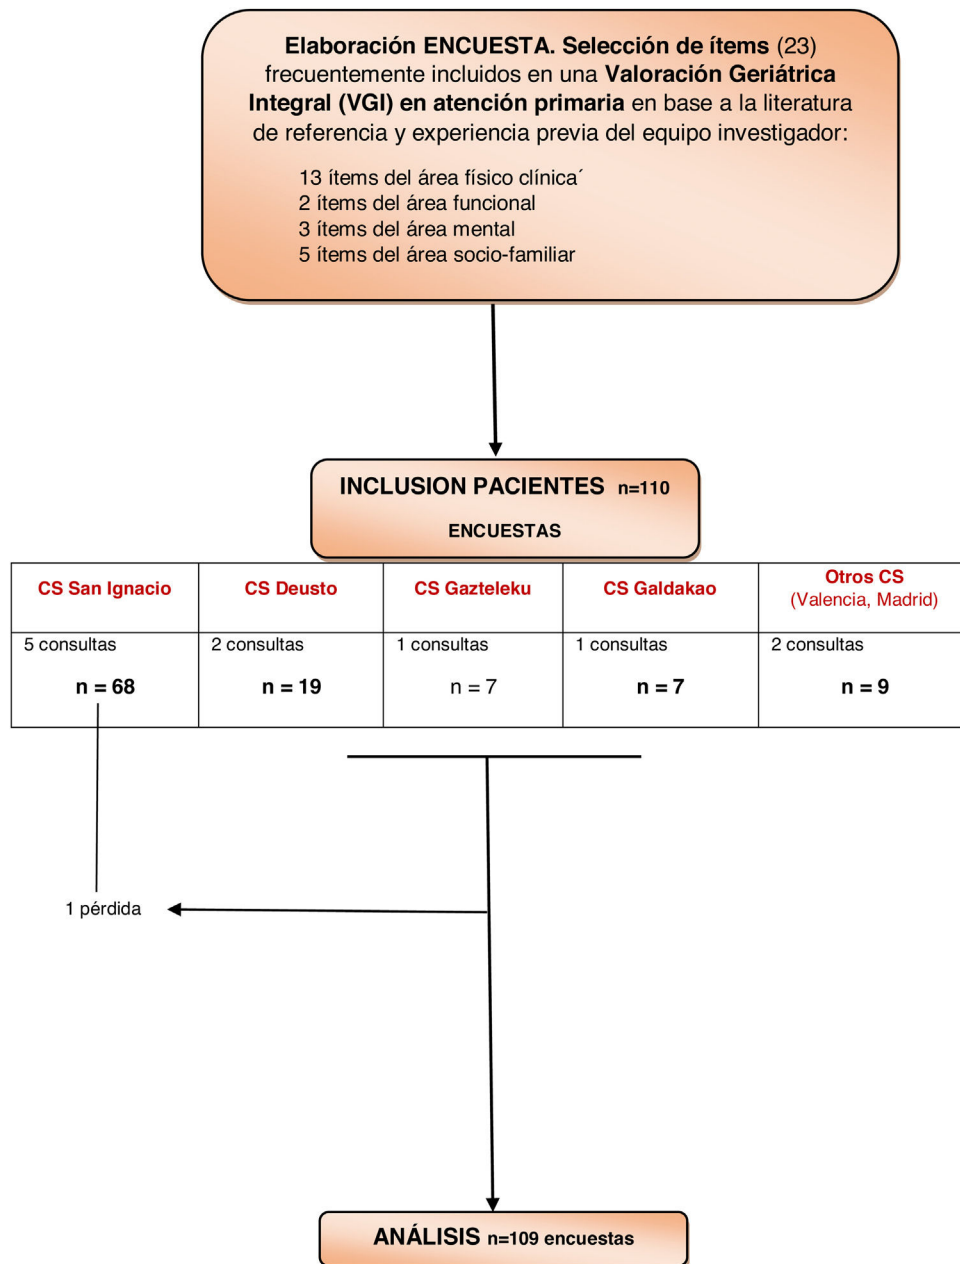 Elaboración ENCUESTA. Selección de ítems (23)
frecuentemente incluidos en una Valoración Geriátrica
Integral (VGI) en atención primaria en base a la literatura
de referencia y experiencia previa del equipo investigador:
13 ítems del área físico clínica´
2 ítems del área funcional
3 ítems del área mental
5 ítems del área socio-familiar
INCLUSION PACIENTES n=110
ENCUESTAS
CS San Ignacio
CS Deusto
CS Gazteleku
CS Galdakao
Otros CS
(Valencia, Madrid)
5 consultas
n = 68
2 consultas
n = 19
1 consultas
n = 7
1 consultas
n = 7
2 consultas
n = 9
1 pérdida
ANÁLISIS n=109 encuestas